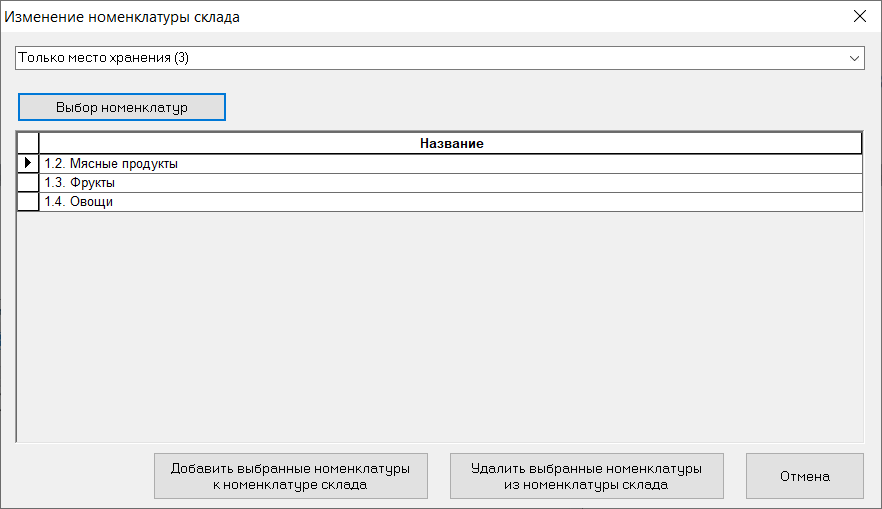 Изменение номенклатуры склада
Только место хранения (3)
Выбор номенклатур
Название
1.2. Мясные продукты
1.3. Фрукты
1.4. Овощи
Добавить выбранные номенклатуры
к номенклатуре склада
Удалить выбранные номенклатуры
из номенклатуры склада
Отмена